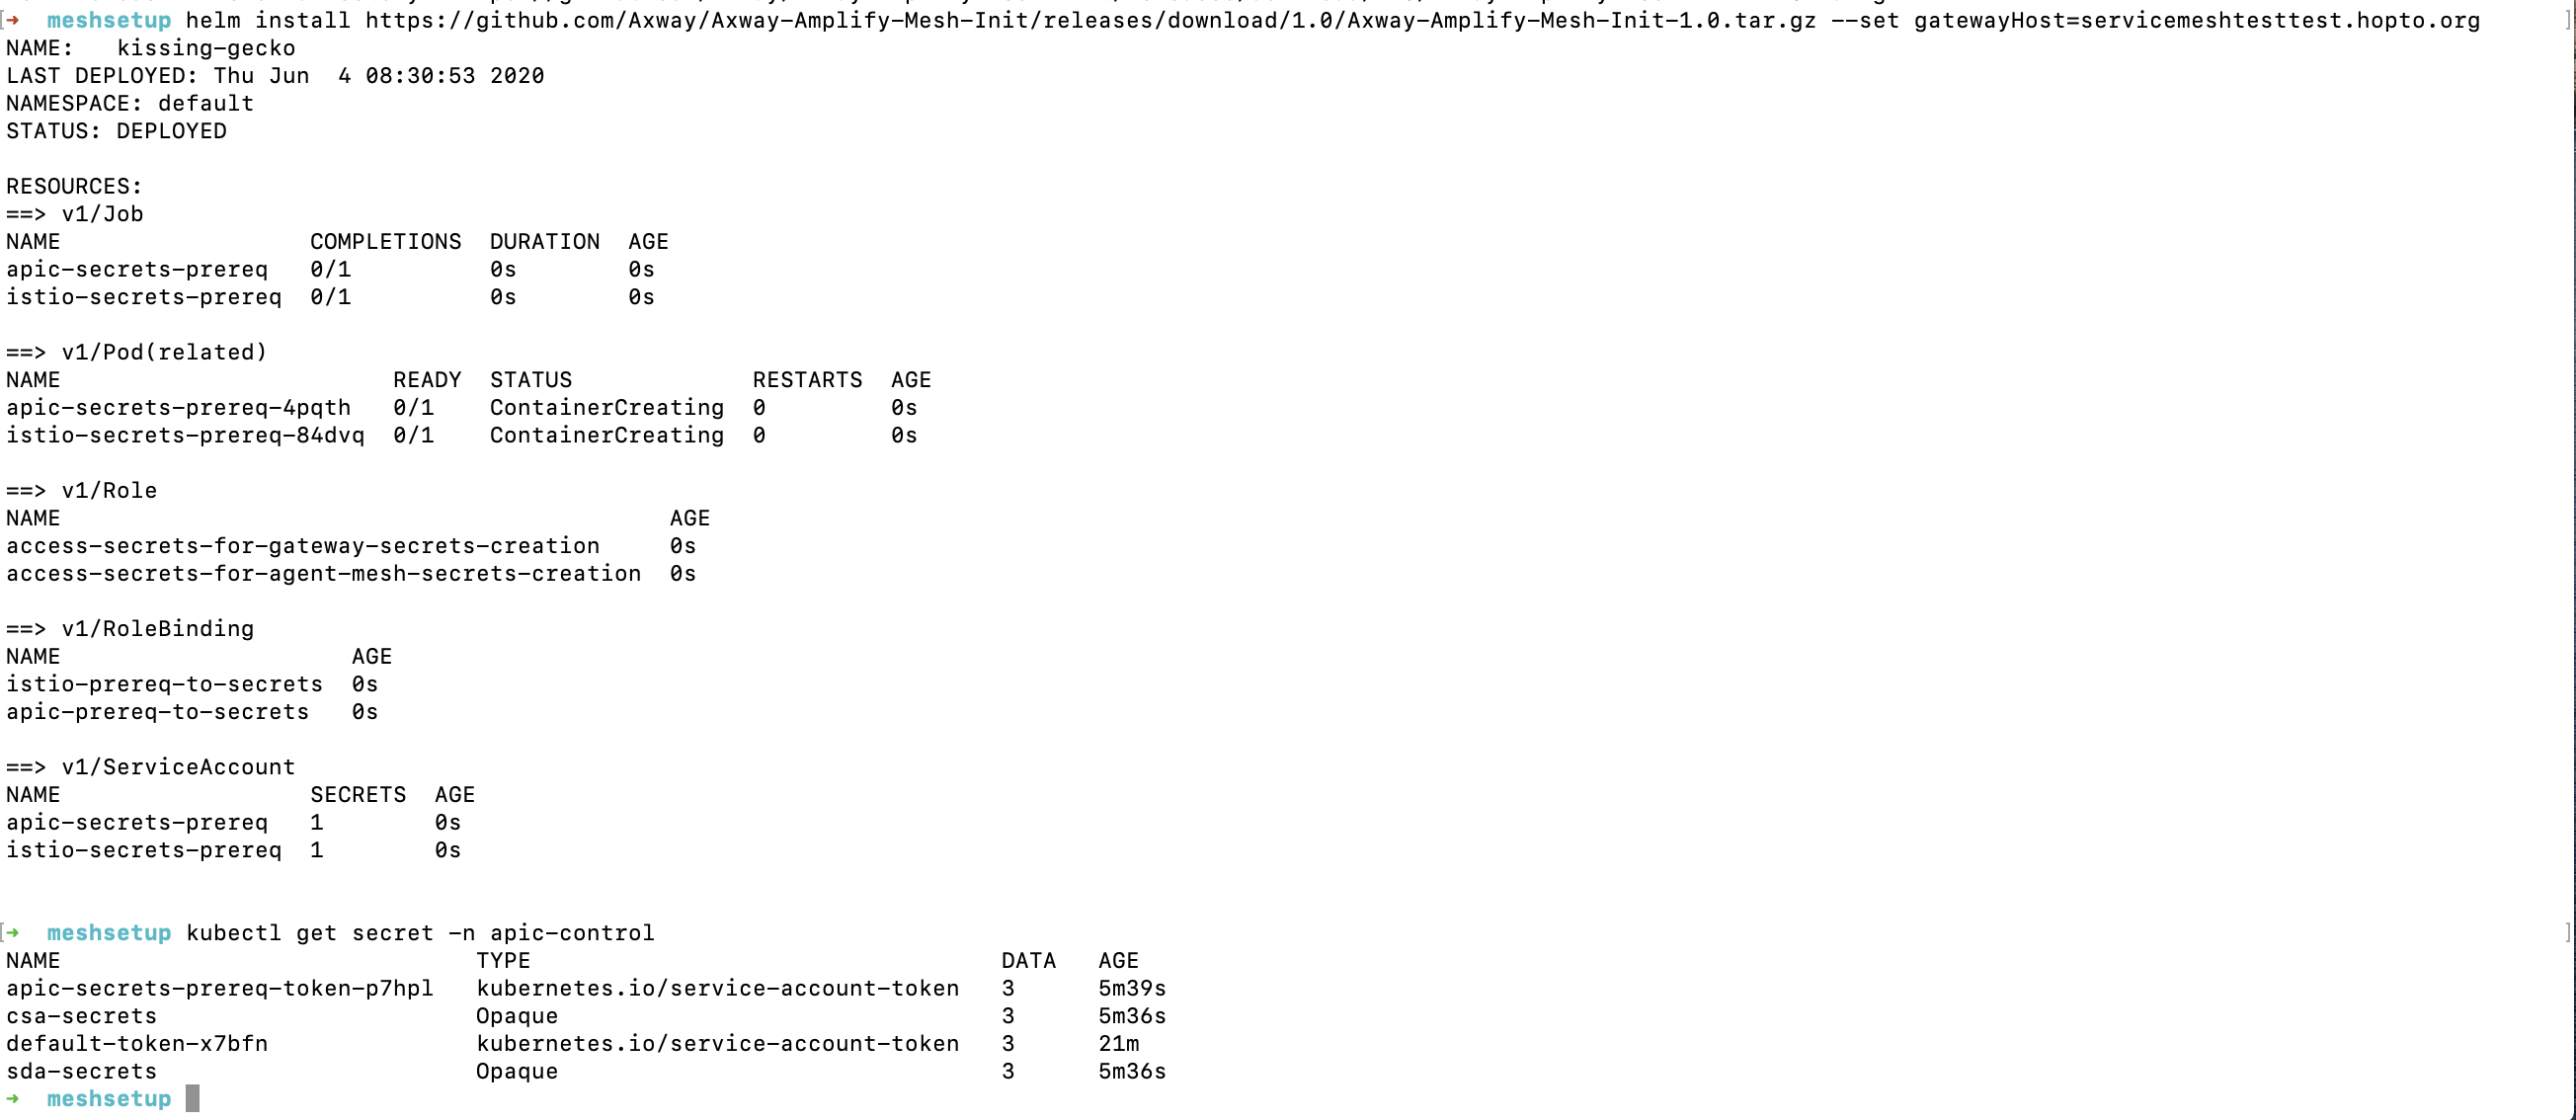 → meshsetup helm install https://github.com/Axway/Axway-Amplify-Mesh-Init/releases/download/1.0/Axway-Amplify-Mesh-Init-1.0.tar.gz --set gatewayHost=servicemeshtesttest.hopto.org
NAME:   kissing-gecko
LAST DEPLOYED: Thu Jun  4 08:30:53 2020
NAMESPACE: default
STATUS: DEPLOYED
RESOURCES:
==> v1/Job
NAME                  COMPLETIONS  DURATION  AGE
apic-secrets-prereq   0/1          0s        0s
istio-secrets-prereq  0/1          0s        0s
==> v1/Pod(related)
NAME                        READY  STATUS             RESTARTS  AGE
apic-secrets-prereq-4pqth   0/1    ContainerCreating  0         0s
istio-secrets-prereq-84dvq  0/1    ContainerCreating  0         0s
==> v1/Role
NAME                                            AGE
access-secrets-for-gateway-secrets-creation     0s
access-secrets-for-agent-mesh-secrets-creation  0s
==> v1/RoleBinding
NAME                     AGE
istio-prereq-to-secrets  0s
apic-prereq-to-secrets   0s
==> v1/ServiceAccount
NAME                  SECRETS  AGE
apic-secrets-prereq   1        0s
istio-secrets-prereq  1        0s
→ meshsetup kubectl get secret -n apic-control
NAME                              TYPE                                  DATA   AGE
apic-secrets-prereq-token-p7hpl   kubernetes.io/service-account-token   3      5m39s
csa-secrets                       Opaque                                3      5m36s
default-token-x7bfn               kubernetes.io/service-account-token   3      21m
sda-secrets                       Opaque                                3      5m36s
→ meshsetup